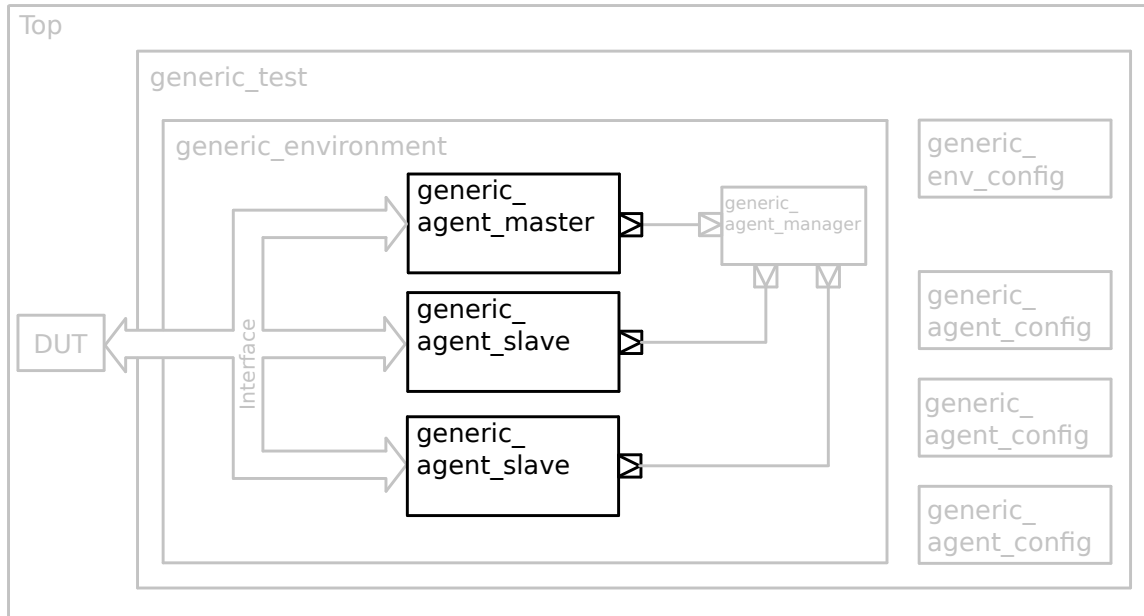 Top
generic_test
generic_environment
generic_
agent_master
generic_
agent_manager
generic_
env_config
generic_
agent_slave
generic_
agent_config
DUT
Interface
generic_
agent_slave
generic_
agent_config
generic_
agent_config